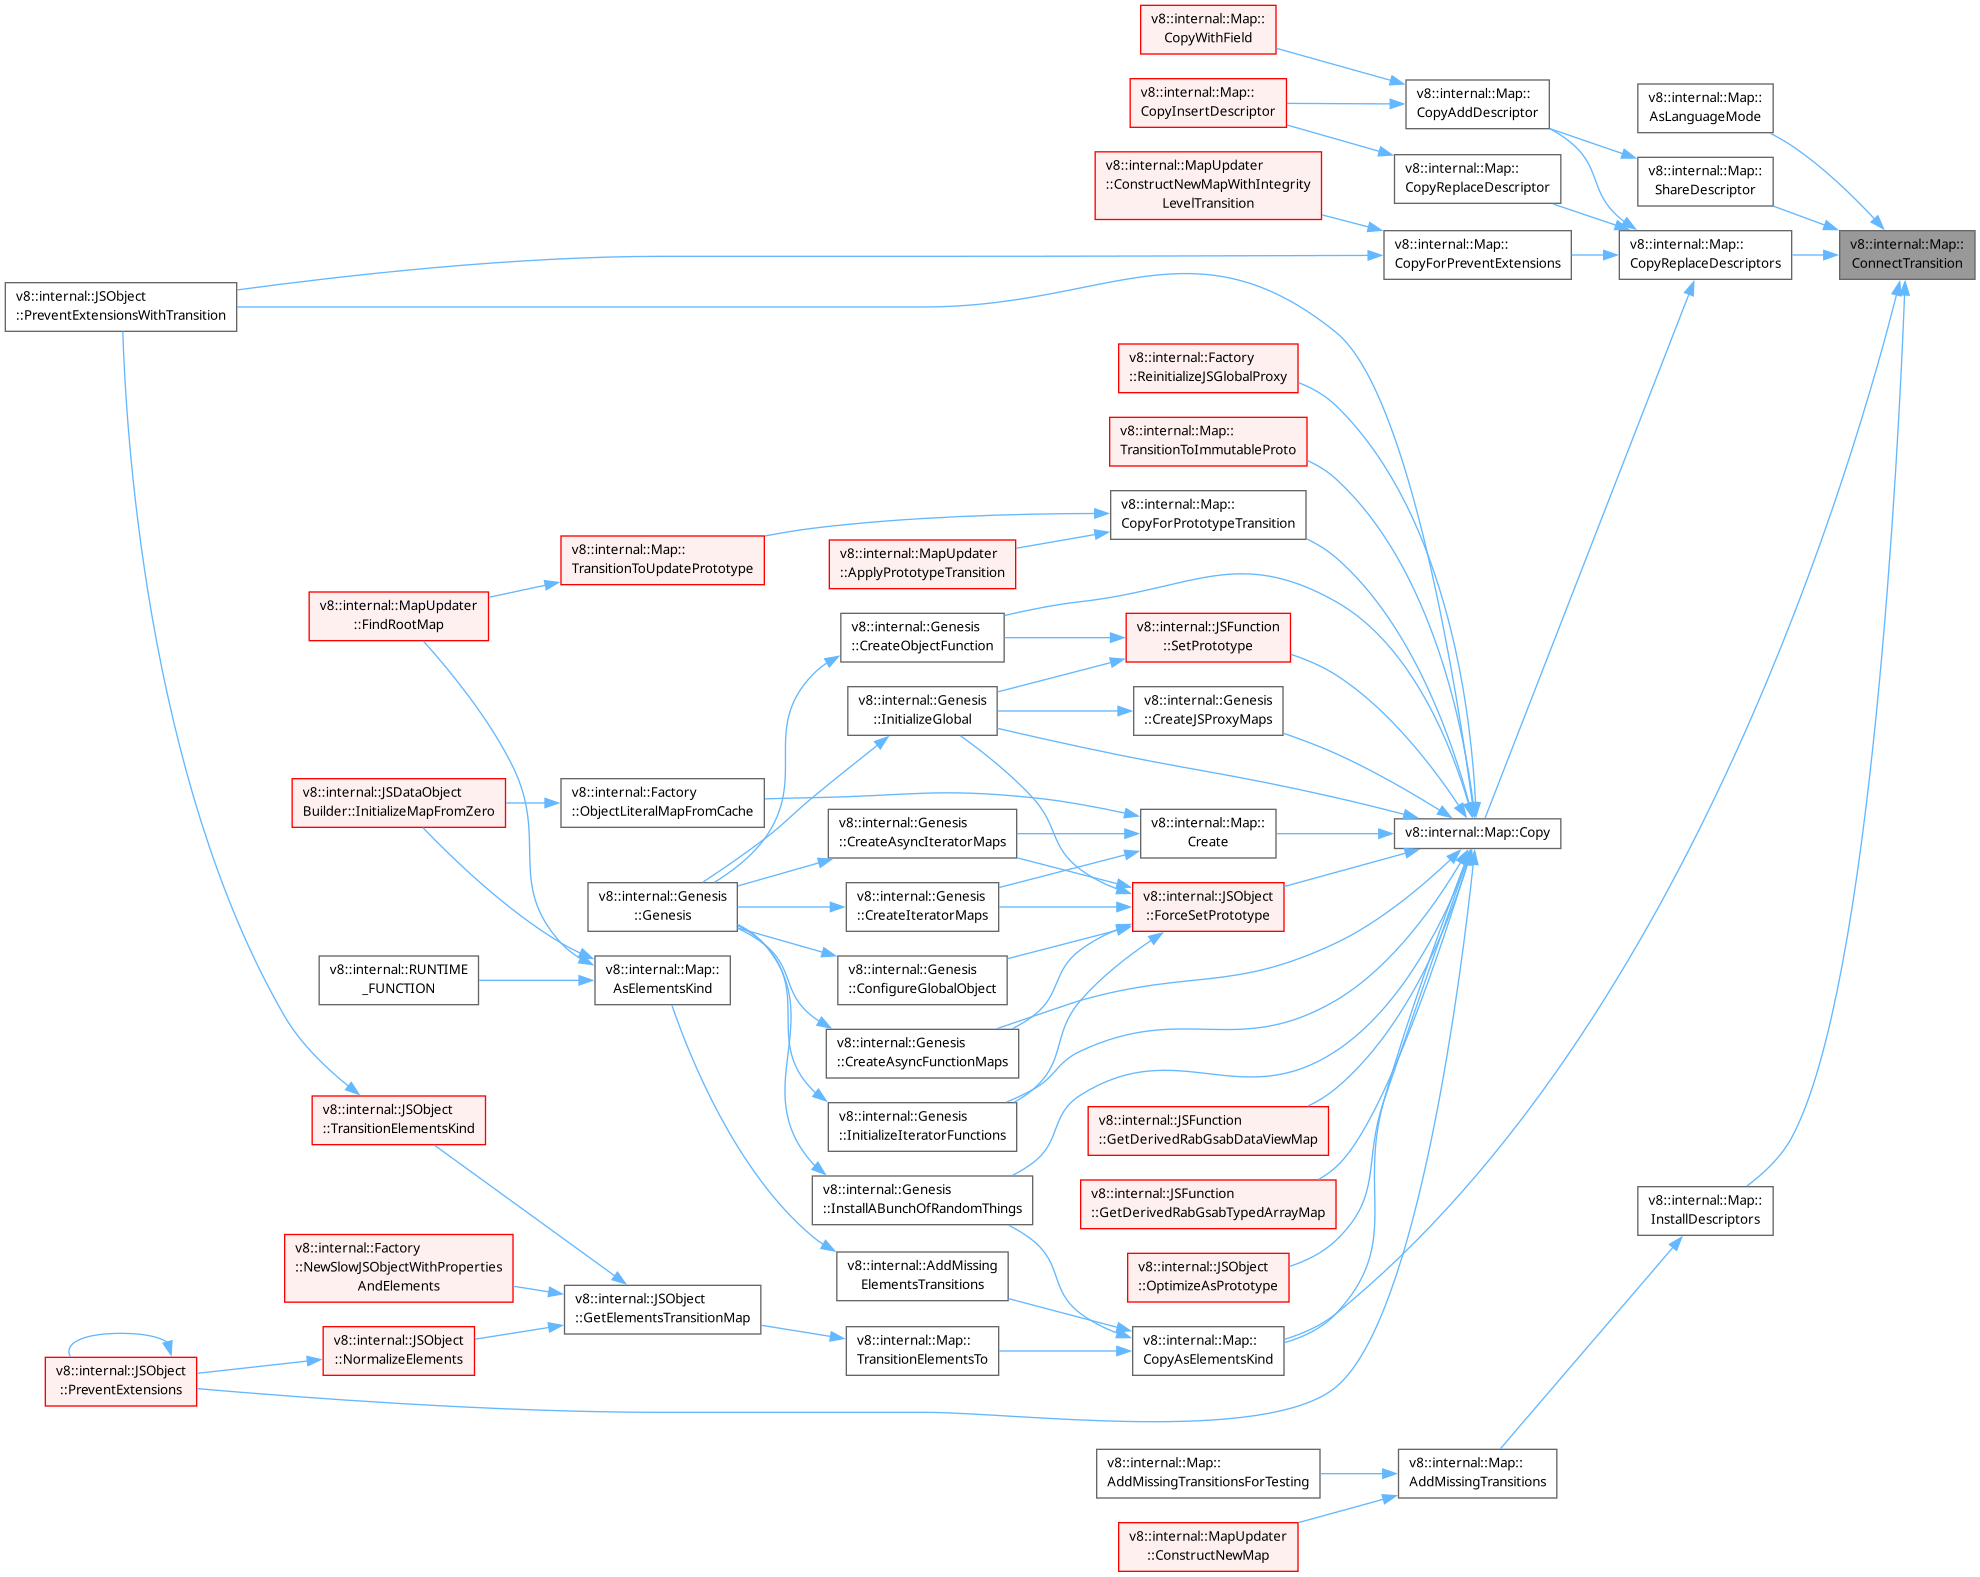 v8::internal::Map::
CopyWithField
v8::internal::Map::
CopyInsertDescriptor
v8::internal::Map::
CopyAddDescriptor
v8::internal::Map::
AsLanguageMode
v8::internal::MapUpdater
::ConstructNewMapWithIntegrity
LevelTransition
v8::internal::Map::
CopyReplaceDescriptor
v8::internal::Map::
ShareDescriptor
v8::internal::Map::
CopyForPreventExtensions
v8::internal::Map::
CopyReplaceDescriptors
v8::internal::Map::
ConnectTransition
v8::internal::JSObject
::PreventExtensionsWithTransition
v8::internal::Factory
::ReinitializeJSGlobalProxy
v8::internal::Map::
TransitionToImmutableProto
v8::internal::Map::
CopyForPrototypeTransition
v8::internal::Map::
TransitionToUpdatePrototype
v8::internal::MapUpdater
::ApplyPrototypeTransition
v8::internal::MapUpdater
::FindRootMap
v8::internal::Genesis
::CreateObjectFunction
v8::internal::JSFunction
::SetPrototype
v8::internal::Genesis
::InitializeGlobal
v8::internal::Genesis
::CreateJSProxyMaps
v8::internal::JSDataObject
Builder::InitializeMapFromZero
v8::internal::Factory
::ObjectLiteralMapFromCache
v8::internal::Genesis
::CreateAsyncIteratorMaps
v8::internal::Map::
Create
v8::internal::Map::Copy
v8::internal::Genesis
::Genesis
v8::internal::Genesis
::CreateIteratorMaps
v8::internal::JSObject
::ForceSetPrototype
v8::internal::RUNTIME
_FUNCTION
v8::internal::Map::
AsElementsKind
v8::internal::Genesis
::ConfigureGlobalObject
v8::internal::Genesis
::CreateAsyncFunctionMaps
v8::internal::JSObject
::TransitionElementsKind
v8::internal::Genesis
::InitializeIteratorFunctions
v8::internal::JSFunction
::GetDerivedRabGsabDataViewMap
v8::internal::Genesis
::InstallABunchOfRandomThings
v8::internal::JSFunction
::GetDerivedRabGsabTypedArrayMap
v8::internal::Map::
InstallDescriptors
v8::internal::Factory
::NewSlowJSObjectWithProperties
AndElements
v8::internal::AddMissing
ElementsTransitions
v8::internal::JSObject
::OptimizeAsPrototype
v8::internal::JSObject
::GetElementsTransitionMap
v8::internal::JSObject
::PreventExtensions
v8::internal::JSObject
::NormalizeElements
v8::internal::Map::
TransitionElementsTo
v8::internal::Map::
CopyAsElementsKind
v8::internal::Map::
AddMissingTransitionsForTesting
v8::internal::Map::
AddMissingTransitions
v8::internal::MapUpdater
::ConstructNewMap